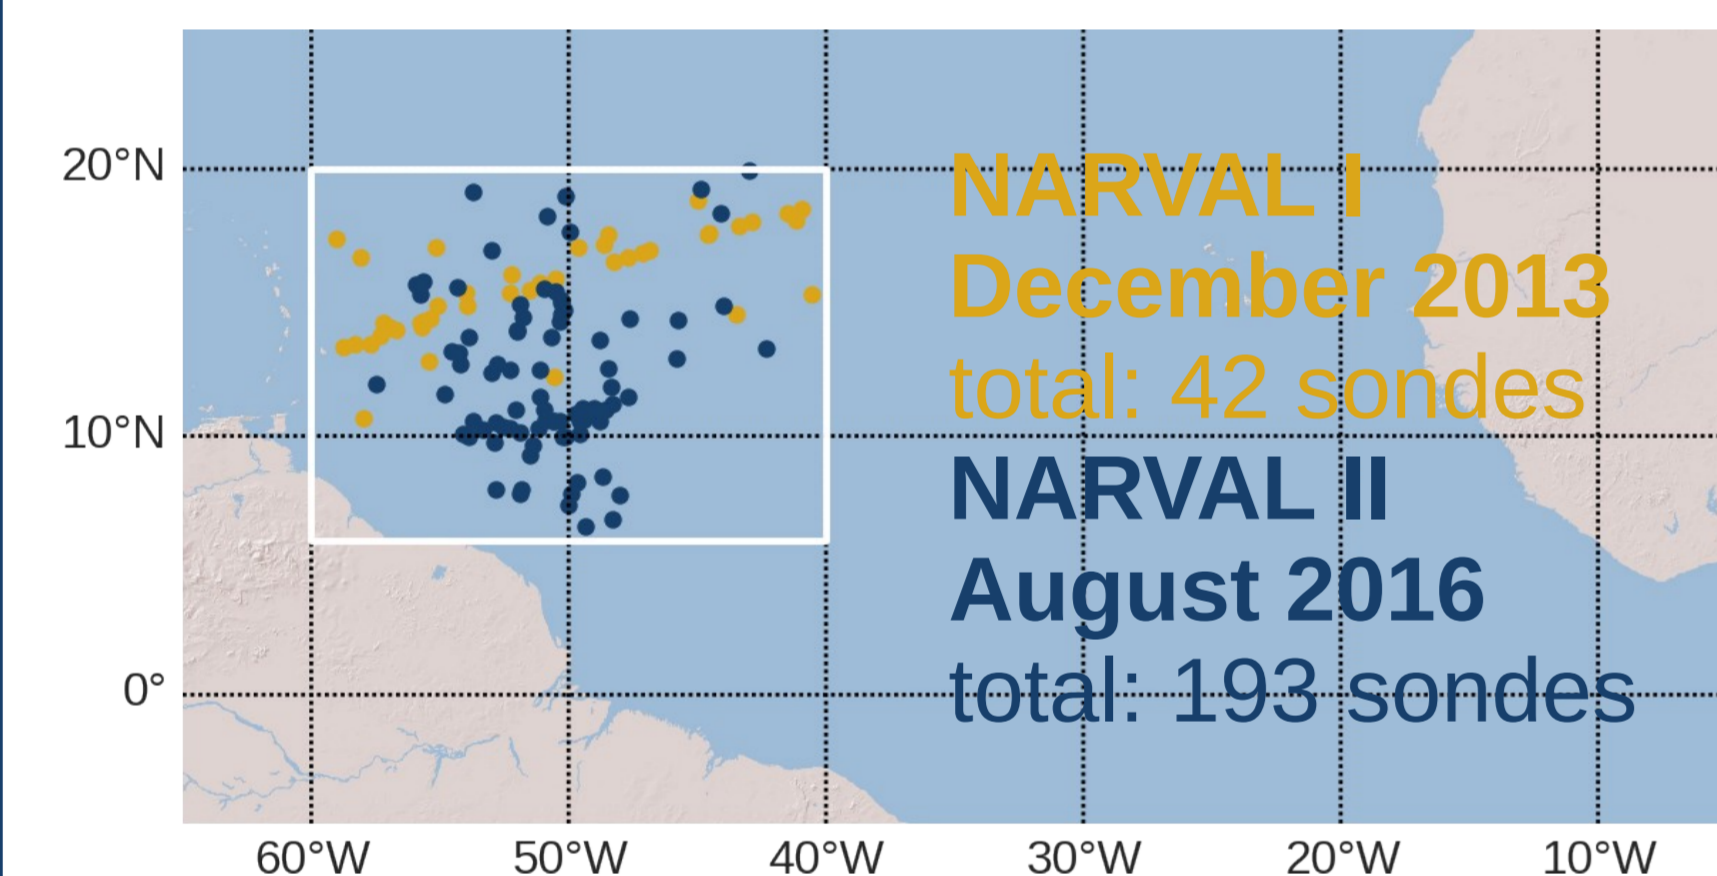 20°N
10°N
0°
NARVAL I
December 2013
total: 42 sondes
NARVAL II
August 2016
total: 193 sondes
60°W 50°W 40°W 30°W 20°W 10°W